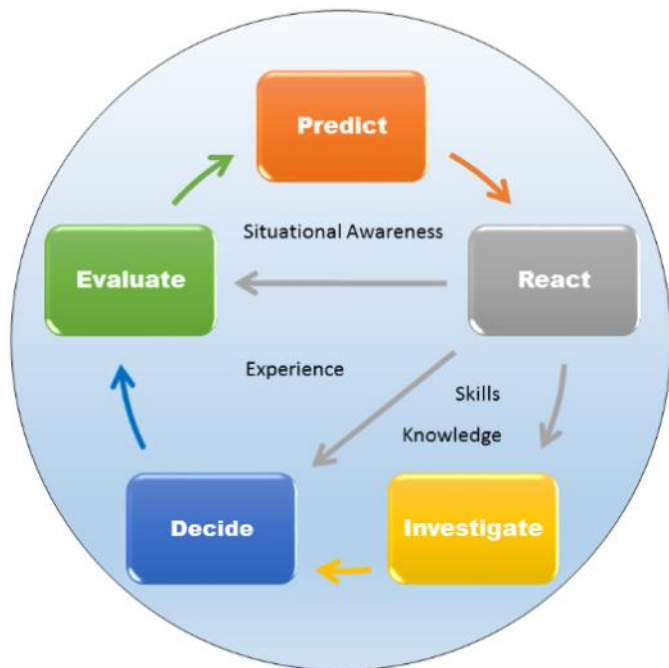 Predict
Situational Awareness
Evaluate
React
Experience
Skills
Knowledge
Decide
Investigate